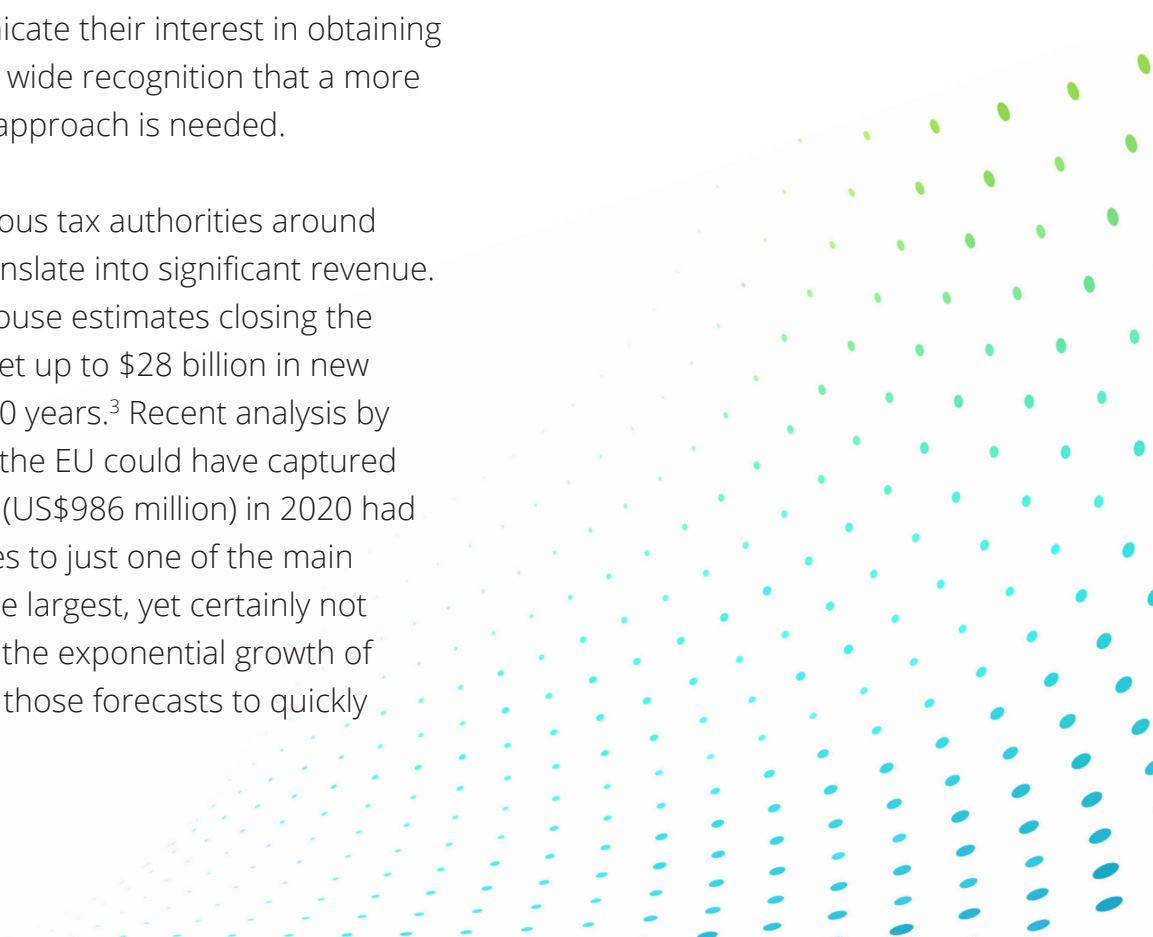 icate their interest in obtaining
wide recognition that a more
approach is needed.
ous tax authorities around
nslate into significant revenue.
ouse estimates closing the
et up to $28 billion in new
0 years.³ Recent analysis by
the EU could have captured
(US$986 million) in 2020 had
es to just one of the main
e largest, yet certainly not
the exponential growth of
those forecasts to quickly